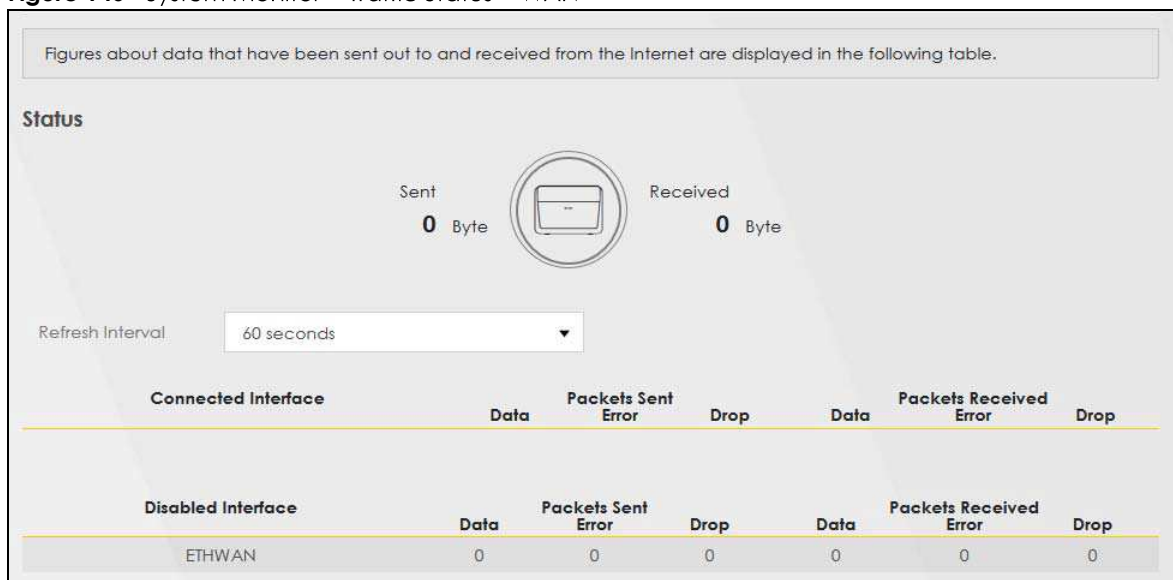 Figures about data that have been sent out to and received from the Internet are displayed in the following table.
Status
Sent
0 Byte
Received
0 Byte
Refresh Interval 60 seconds
Connected Interface Packets Sent Packets Received
Data Error Drop Data Error Drop
Disabled Interface Packets Sent Packets Received
Data Error Drop Data Error Drop
ETHWAN 0 0 0 0 0 0